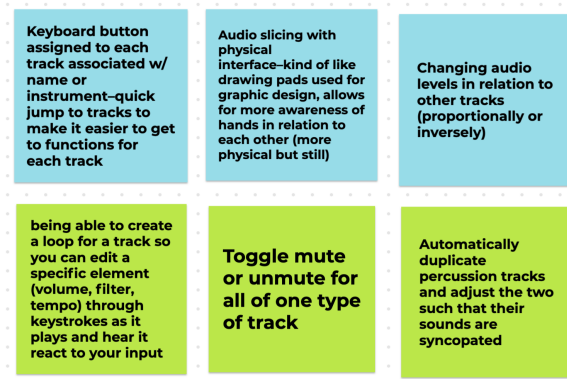 Keyboard button
assigned to each
track associated w/
name or
instrument–quick
jump to tracks to
make it easier to get
to functions for
each track
Audio slicing with
physical
interface–kind of like
drawing pads used for
graphic design, allows
for more awareness of
hands in relation to
each other (more
physical but still)
Changing audio
levels in relation to
other tracks
(proportionally or
inversely)
being able to create
a loop for a track so
you can edit a
specific element
(volume, filter,
tempo) through
keystrokes as it
plays and hear it
react to your input
Toggle mute
or unmute for
all of one type
of track
Automatically
duplicate
percussion tracks
and adjust the two
such that their
sounds are
syncopated